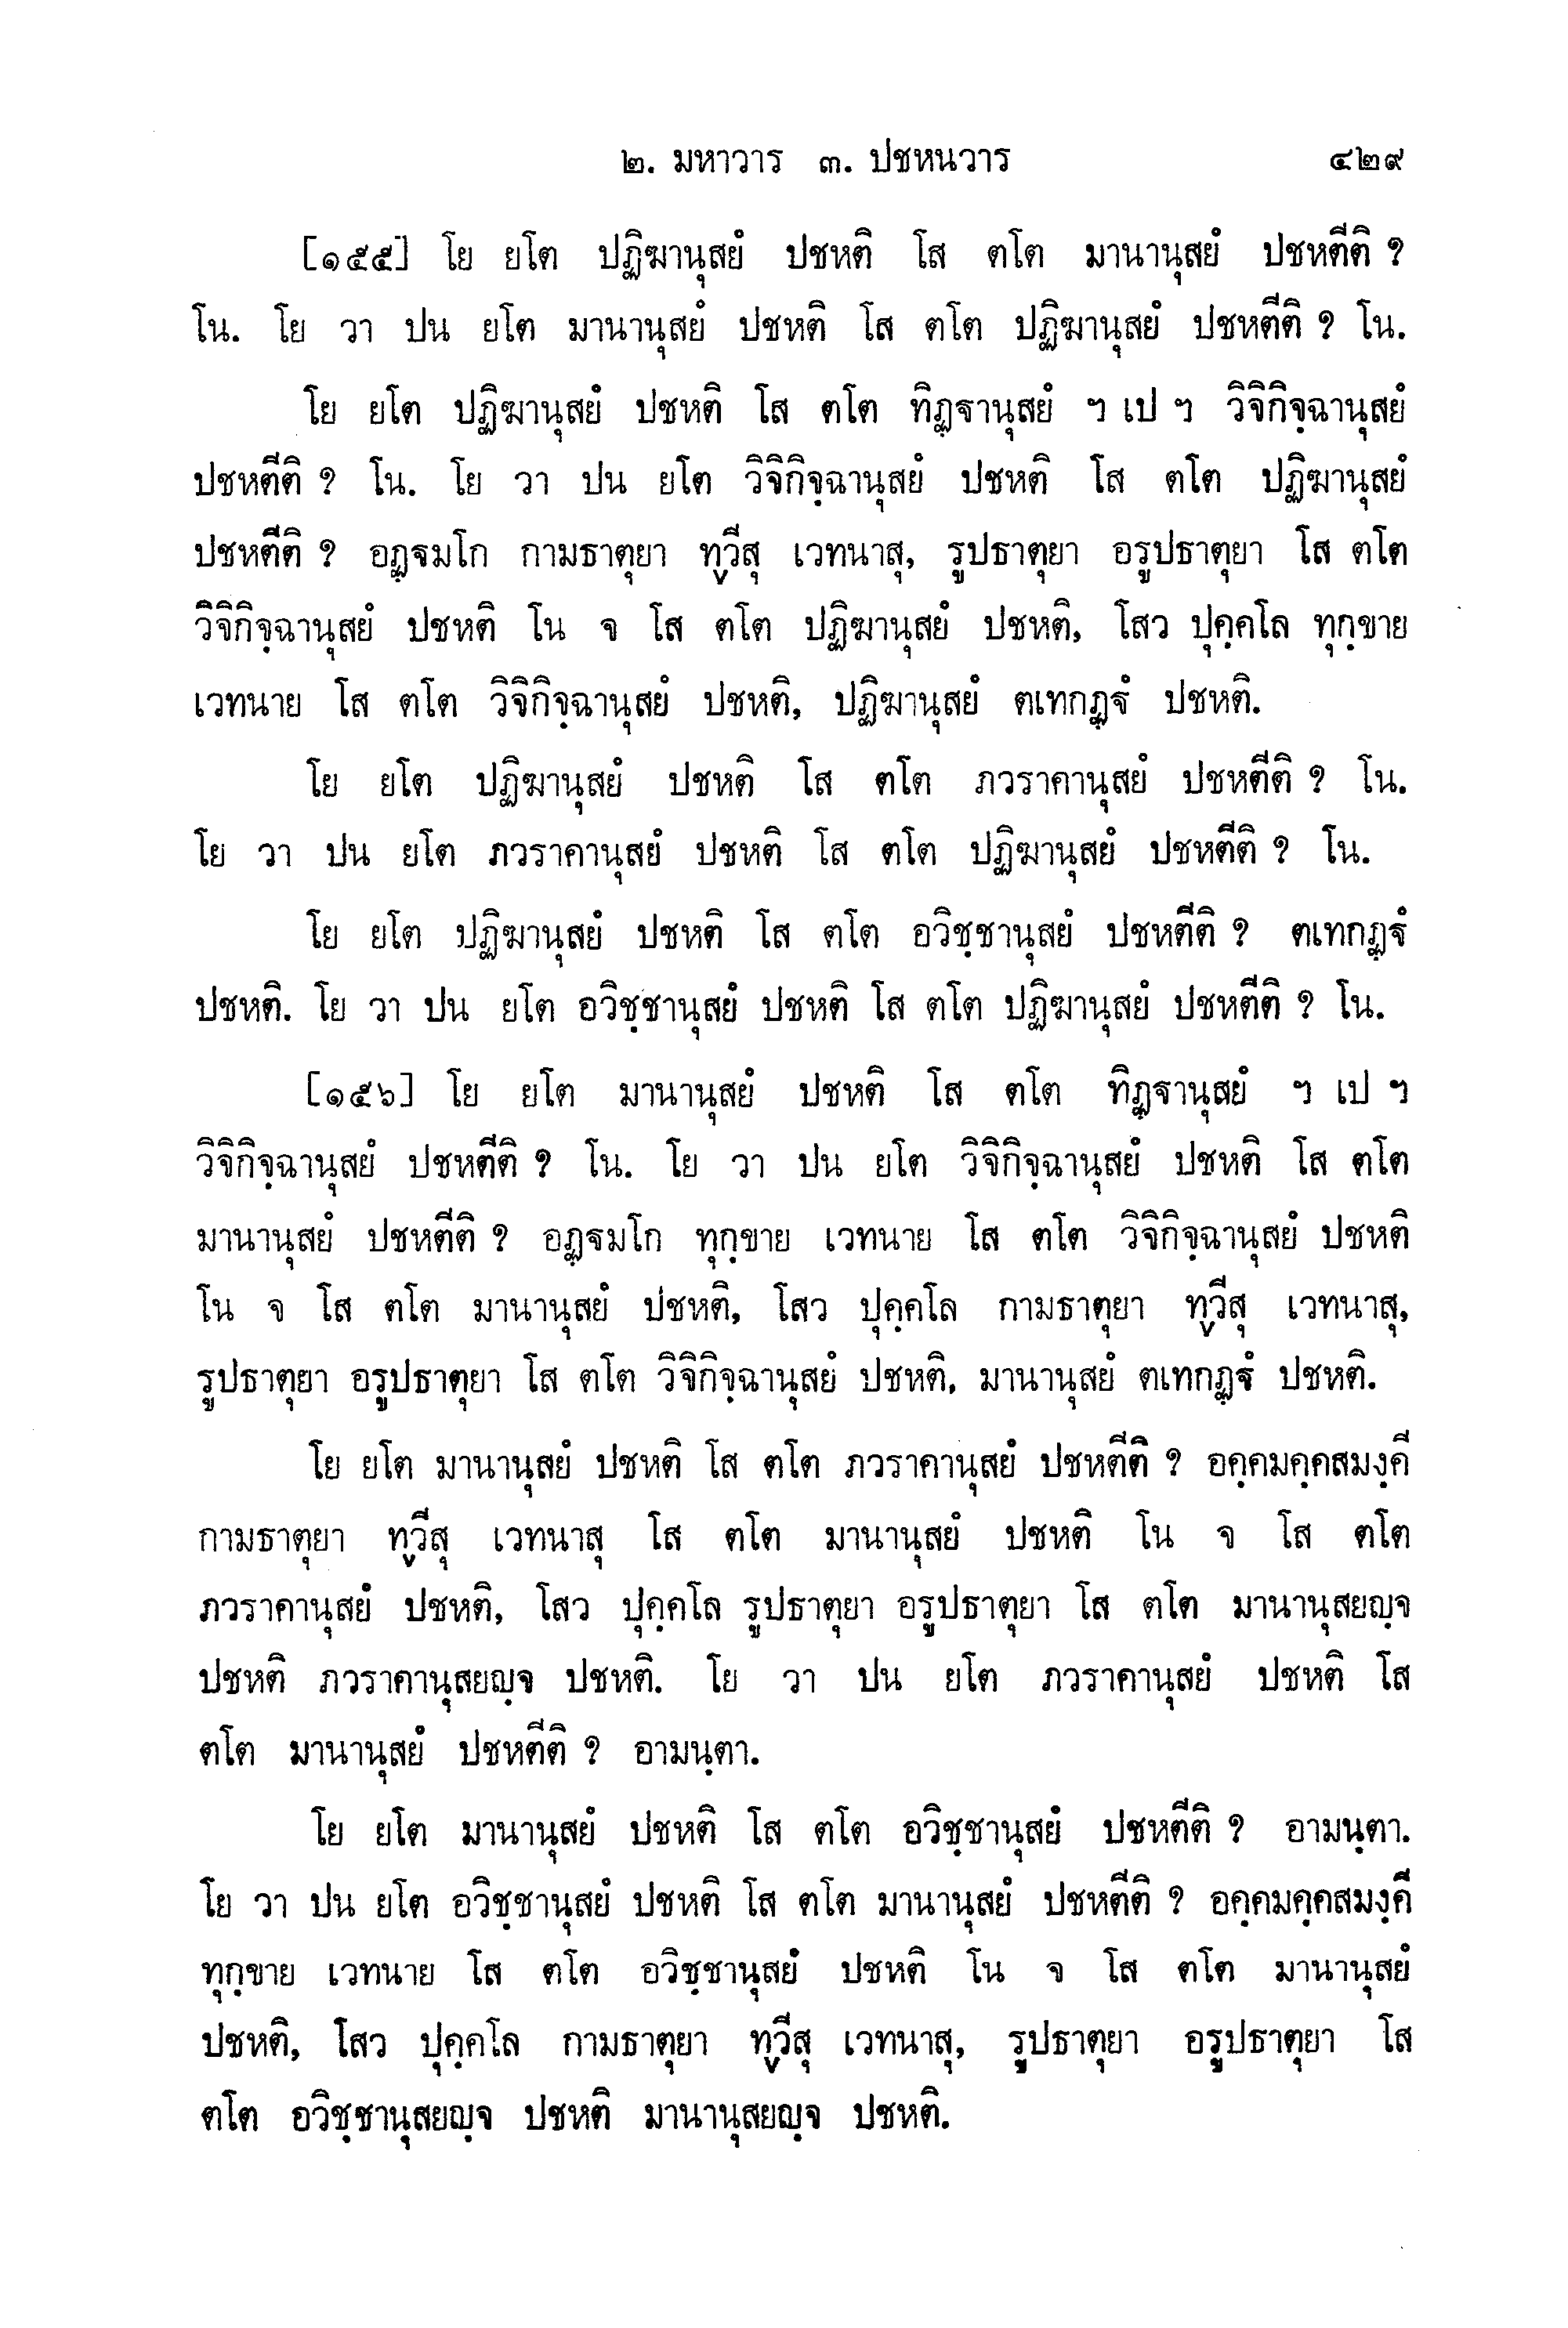 ๒. มหาวาร ๓. ปชหนวาร ๔๒๙
[๑๕๕] โย ยโต ปฏิฆานุสยํ ปชหติ โส ตโต มานานุสยํ ปชหตีติ ?
โน. โย วา ปน ยโต มานานุสยํ ปชหติ โส ตโต ปฏิฆานุสยํ ปชหตีติ ? โน.
โย ยโต ปฏิฆานุสยํ ปชหติ โส ตโต ทิฏฺฐานุสยํ ฯ เป ฯ วิจิกิจฺฉานุสยํ
ปชหตีติ ? โน. โย วา ปน ยโต วิจิกิจฺฉานุสยํ ปชหติ โส ตโต ปฏิฆานุสยํ
ปชหตีติ ? อฏฺฐมโก กามธาตุยา ทฺวีสุ เวทนาสุ, รูปธาตุยา อรูปธาตุยา โส ตโต
วิจิกิจฺฉานุสยํ ปชหติ โน จ โส ตโต ปฏิฆานุสยํ ปชหติ, โสว ปุคฺคโล ทุกฺขาย
เวทนาย โส ตโต วิจิกิจฺฉานุสยํ ปชหติ, ปฏิฆานุสยํ ตเทกฏฺฐํ ปชหติ.
โย ยโต ปฏิฆานุสยํ ปชหติ โส ตโต ภวราคานุสยํ ปชหตีติ ? โน.
โย วา ปน ยโต ภวราคานุสยํ ปชหติ โส ตโต ปฏิฆานุสยํ ปชหตีติ ? โน.
โย ยโต ปฏิฆานุสยํ ปชหติ โส ตโต อวิชฺชานุสยํ ปชหตีติ ? ตเทกฏฺฐํ
ปชหติ. โย วา ปน ยโต อวิชฺชานุสยํ ปชหติ โส ตโต ปฏิฆานุสยํ ปชหตีติ ? โน.
[๑๕๖] โย ยโต มานานุสยํ ปชหติ โส ตโต ทิฏฺฐานุสยํ ฯ เป ฯ
วิจิกิจฺฉานุสยํ ปชหตีติ ? โน. โย วา ปน ยโต วิจิกิจฺฉานุสยํ ปชหติ โส ตโต
มานานุสยํ ปชหตีติ ? อฏฺฐมโก ทุกฺขาย เวทนาย โส ตโต วิจิกิจฺฉานุสยํ ปชหติ
โน จ โส ตโต มานานุสยํ ปชหติ, โสว ปุคฺคโล กามธาตุยา ทฺวีสุ เวทนาสุ,
รูปธาตุยา อรูปธาตุยา โส ตโต วิจิกิจฺฉานุสยํ ปชหติ, มานานุสยํ ตเทกฏฺฐํ ปชหติ.
โย ยโต มานานุสยํ ปชหติ โส ตโต ภวราคานุสยํ ปชหตีติ ? อคฺคมคฺคสมงฺคี
กามธาตุยา ทฺวีสุ เวทนาสุ โส ตโต มานานุสยํ ปชหติ โน จ โส ตโต
ภวราคานุสยํ ปชหติ, โสว ปุคฺคโล รูปธาตุยา อรูปธาตุยา โส ตโต มานานุสยญฺจ
ปชหติ ภวราคานุสยญฺจ ปชหติ. โย วา ปน ยโต ภวราคานุสยํ ปชหติ โส
ตโต มานานุสยํ ปชหตีติ ? อามนฺตา.
โย ยโต มานานุสยํ ปชหติ โส ตโต อวิชฺชานุสยํ ปชหตีติ ? อามนฺตา.
โย วา ปน ยโต อวิชฺชานุสยํ ปชหติ โส ตโต มานานุสยํ ปชหตีติ ? อคฺคมคฺคสมงฺคี
ทุกฺขาย เวทนาย โส ตโต อวิชฺชานุสยํ ปชหติ โน จ โส ตโต มานานุสยํ
ปชหติ, โสว ปุคฺคโล กามธาตุยา ทฺวีสุ เวทนาสุ, รูปธาตุยา อรูปธาตุยา โส
ตโต อวิชฺชานุสยญฺจ ปชหติ มานานุสยญฺจ ปชหติ.